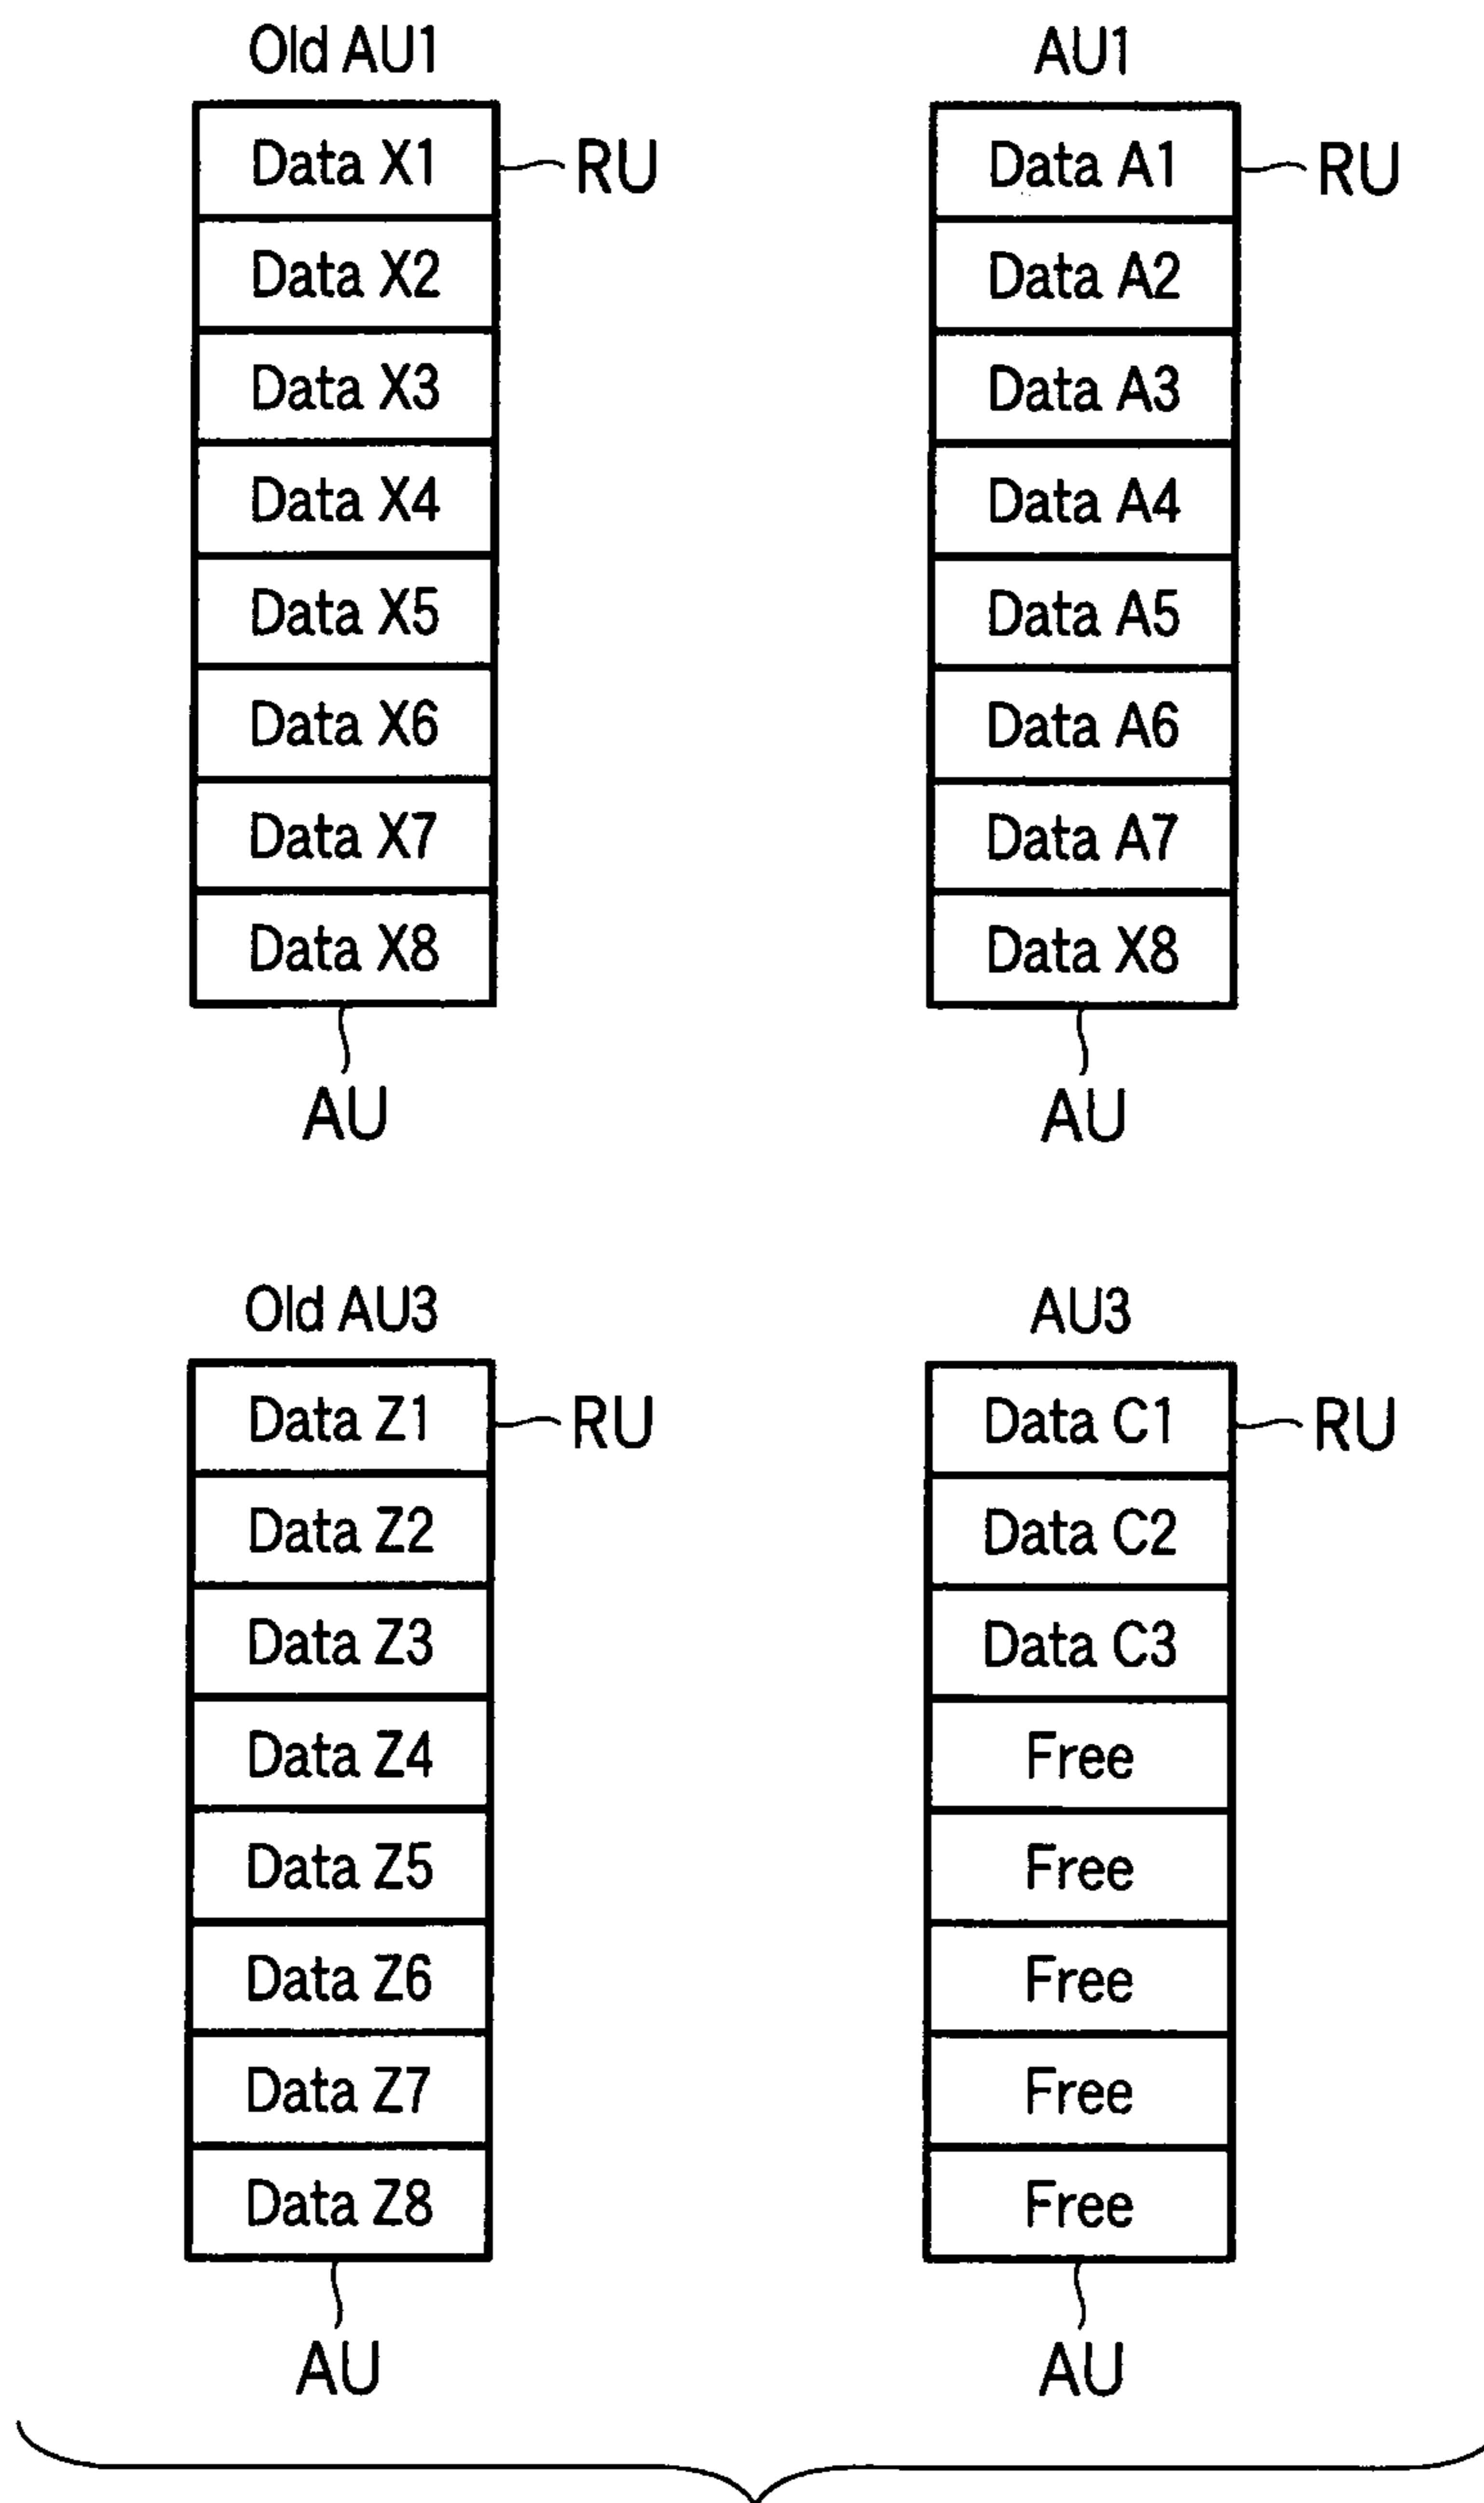 Old AU1
Data X1
RU
Data X2
Data X3
Data X4
Data X5
Data X6
Data X7
Data X8
AU
AU1
Data A1
RU
Data A2
Data A3
Data A4
Data A5
Data A6
Data A7
Data X8
AU
Old AU3
Data Z1
RU
Data Z2
Data Z3
Data Z4
Data Z5
Data Z6
Data Z7
Data Z8
AU
AU3
Data C1
RU
Data C2
Data C3
Free
Free
Free
Free
Free
AU